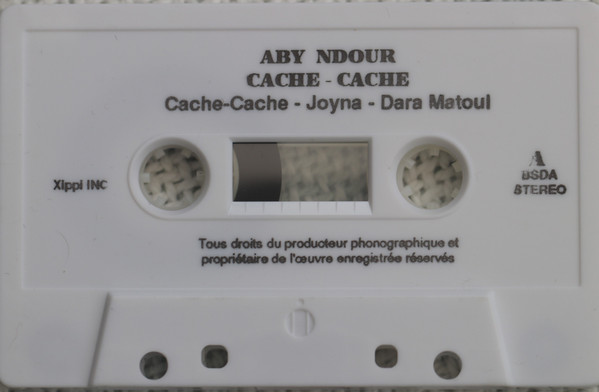 ABY NDOUR
CACHE - CACHE
Cache-Cache - Joyna - Dara Matoul
Xippi INC
A
BSDA
STEREO
Tous droits du producteur phonographique et
propriétaire de l'œuvre enregistrée réservés